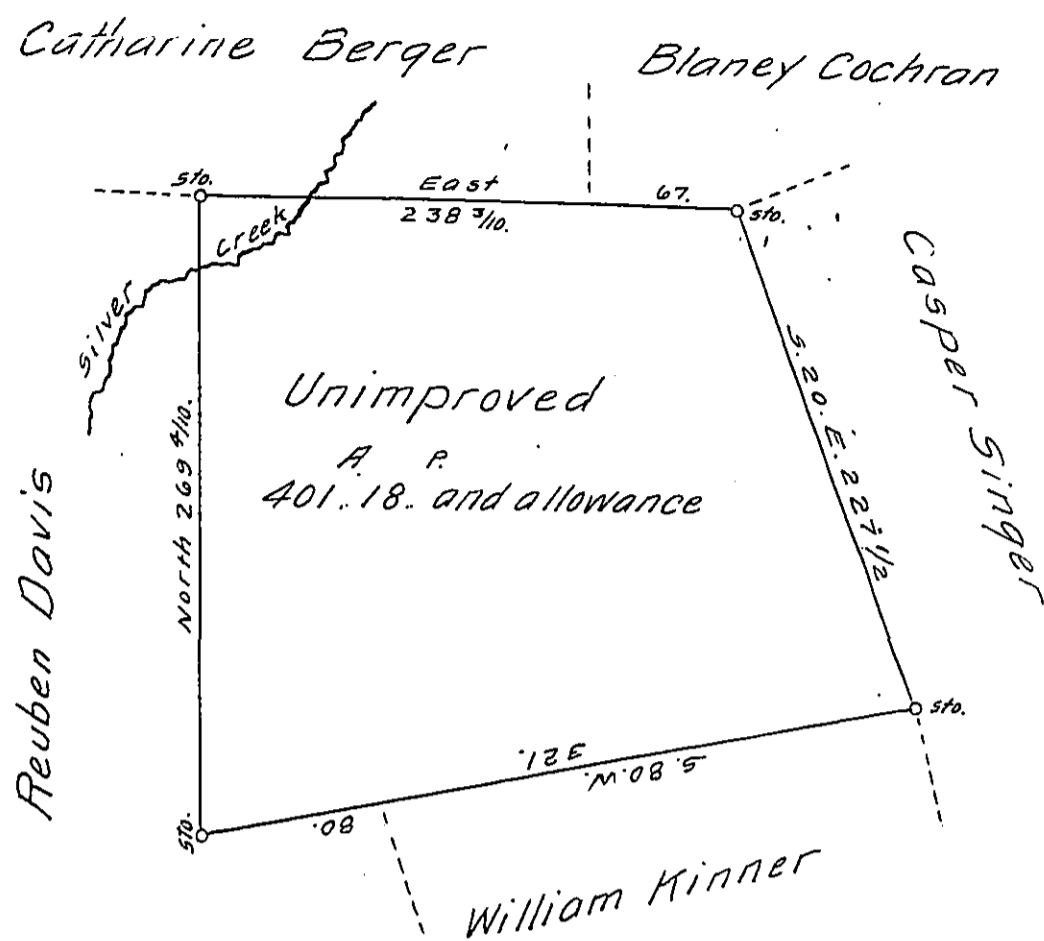 Catharine Berger
Blaney Cochran
sto.
East
67.
238 3/10.
sto.
Silver Creek
Casper Singer
S. 20. E. 227 1/2
Unimproved
A. P.
401..18.. and allowance
North 269 4/10.
Reuben Davis
sto.
321.
S. 80. W.
80.
sto.
William Kinner